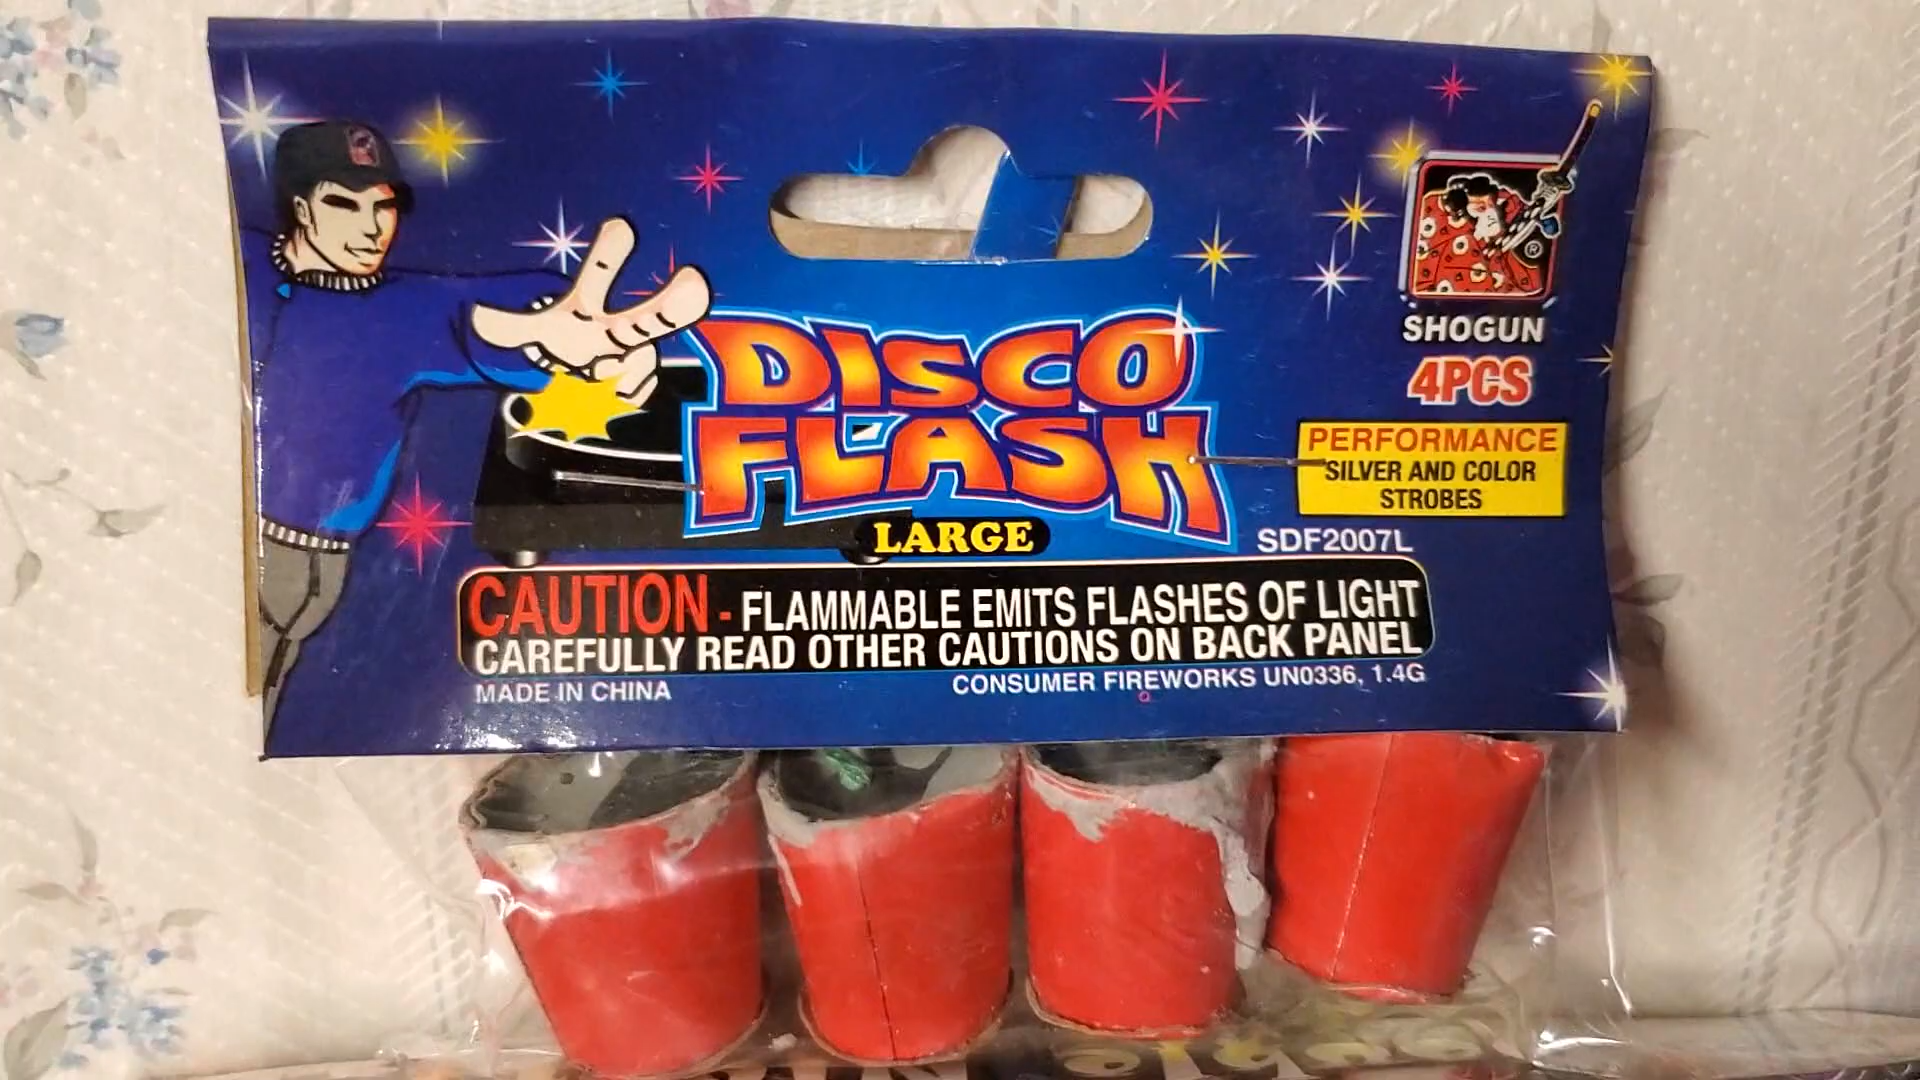 DISCO
FLASH
LARGE
SHOGUN
4PCS
PERFORMANCE
SILVER AND COLOR
STROBES
SDF2007L
CAUTION - FLAMMABLE EMITS FLASHES OF LIGHT
CAREFULLY READ OTHER CAUTIONS ON BACK PANEL
MADE IN CHINA
CONSUMER FIREWORKS UN0336, 1.4G